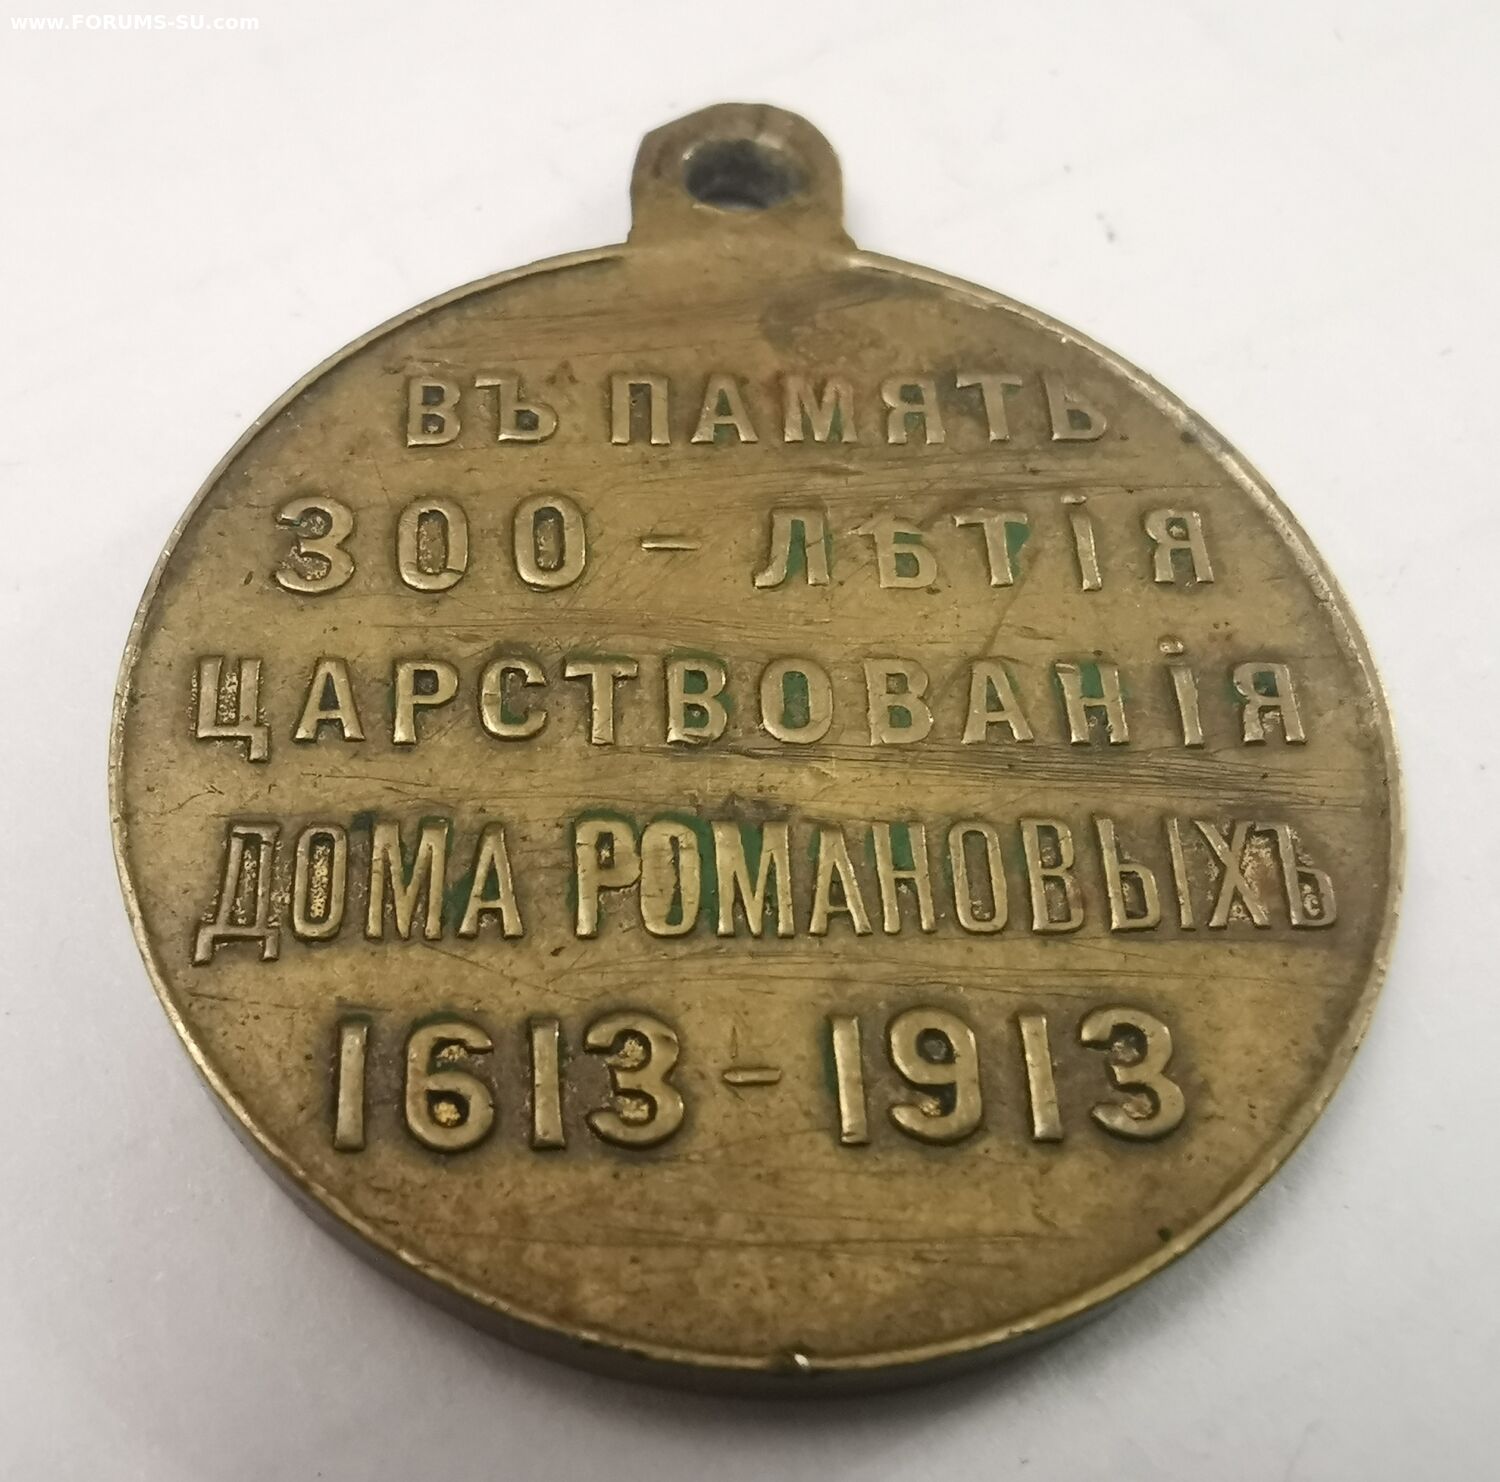 www.FORUMS-SU.com
ВЪ ПАМЯТЬ
300 - ЛѢТІЯ
ЦАРСТВОВАНІЯ
ДОМА РОМАНОВЫХЪ
1613 - 1913